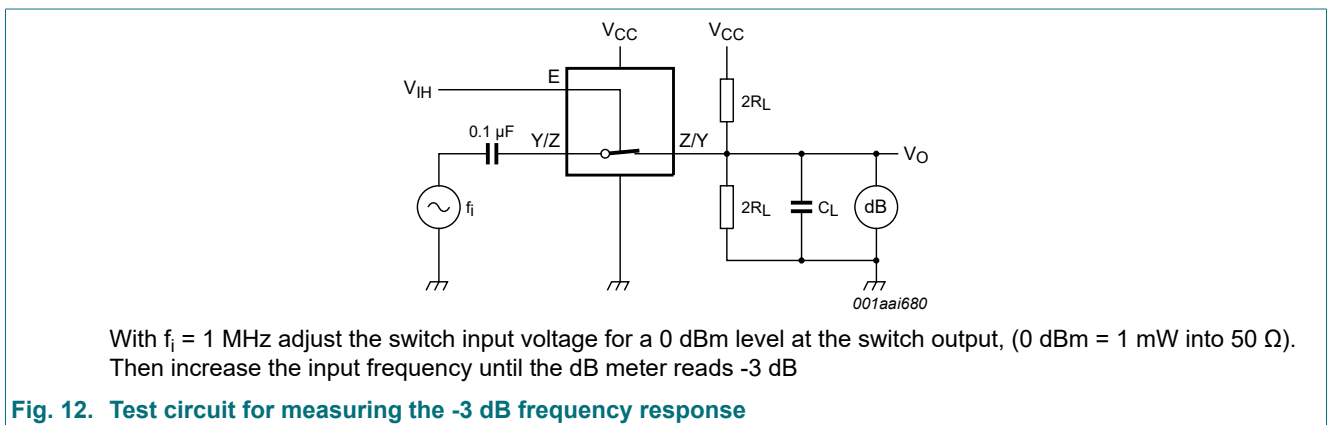 VCC VCC
E
VIH
2RL
0.1 µF
Y/Z Z/Y
VO
fi
2RL CL dB
001aai680
With fi = 1 MHz adjust the switch input voltage for a 0 dBm level at the switch output, (0 dBm = 1 mW into 50 Ω).
Then increase the input frequency until the dB meter reads -3 dB
Fig. 12. Test circuit for measuring the -3 dB frequency response